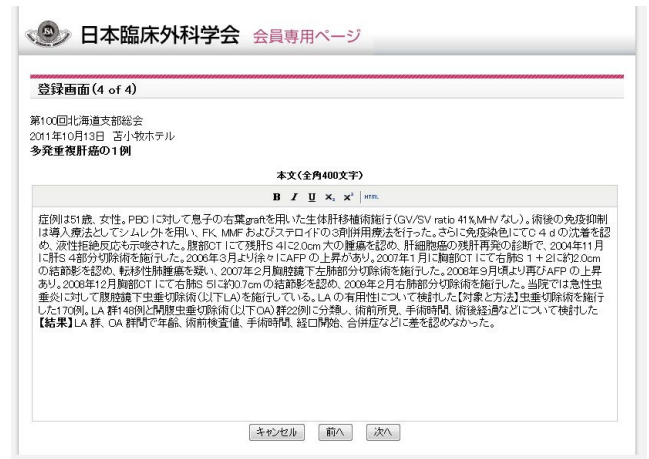 JSA
日本臨床外科学会 会員専用ページ
登録画面(4 of 4)
第100回北海道支部総会
2011年10月13日 苫小牧ホテル
多発重複肝癌の1例
本文(全角400文字)
B I U X₂ X² HTML
症例は51歳、女性。PBCに対して息子の右葉graftを用いた生体肝移植術施行(GV/SV ratio 41%,MHVなし)。術後の免疫抑制
は導入療法としてシムレクトを用い、FK, MMFおよびステロイドの3剤併用療法を行った。さらに免疫染色にてC4dの沈着を認
め、液性拒絶反応も示唆された。腹部CTにて残肝S4に2.0cm大の腫瘍を認め、肝細胞癌の残肝再発の診断で、2004年11月
に肝S4部分切除術を施行した。2006年3月より徐々にAFPの上昇があり。2007年1月に胸部CTにて右肺S1+2に約2.0cm
の結節影を認め、転移性肺腫瘍を疑い、2007年2月胸腔鏡下左肺部分切除術を施行した。2008年9月頃より再びAFPの上昇
あり。2008年12月胸部CTにて右肺S5に約0.7cmの結節影を認め、2009年2月右肺部分切除術を施行した。当院では急性虫
垂炎に対して腹腔鏡下虫垂切除術(以下LA)を施行している。LAの有用性について検討した【対象と方法】虫垂切除術を施行
した170例。LA群148例と開腹虫垂切除術(以下OA)群22例に分類し、術前所見、手術時間、術後経過などについて検討した
【結果】LA群、OA群間で年齢、術前検査値、手術時間、経口開始、合併症などに差を認めなかった。
キャンセル 前へ 次へ